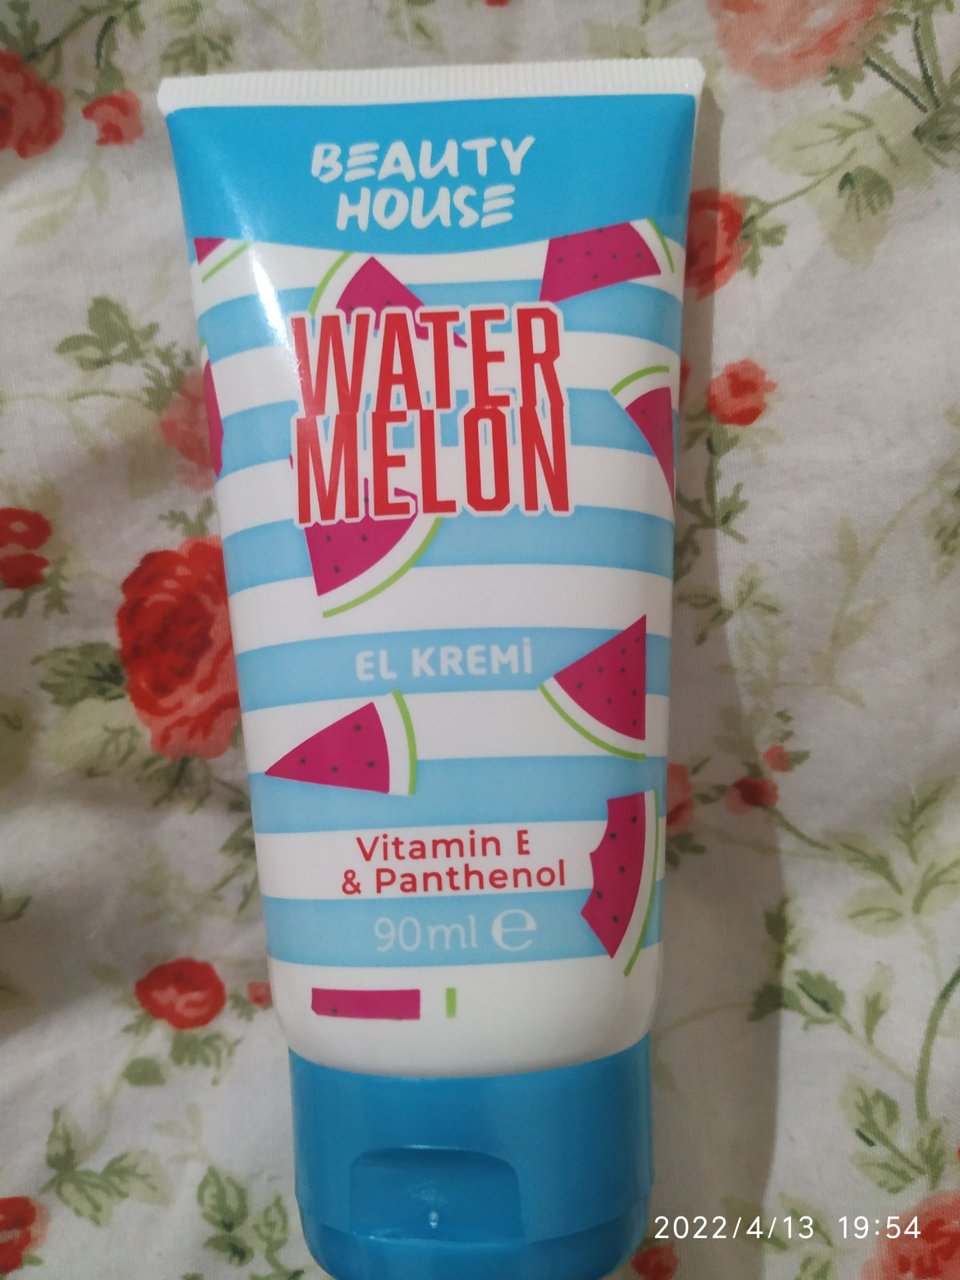 BEAUTY
HOUSE
WATER
MELON
EL KREMİ
Vitamin E
& Panthenol
90ml e
2022/4/13 19:54